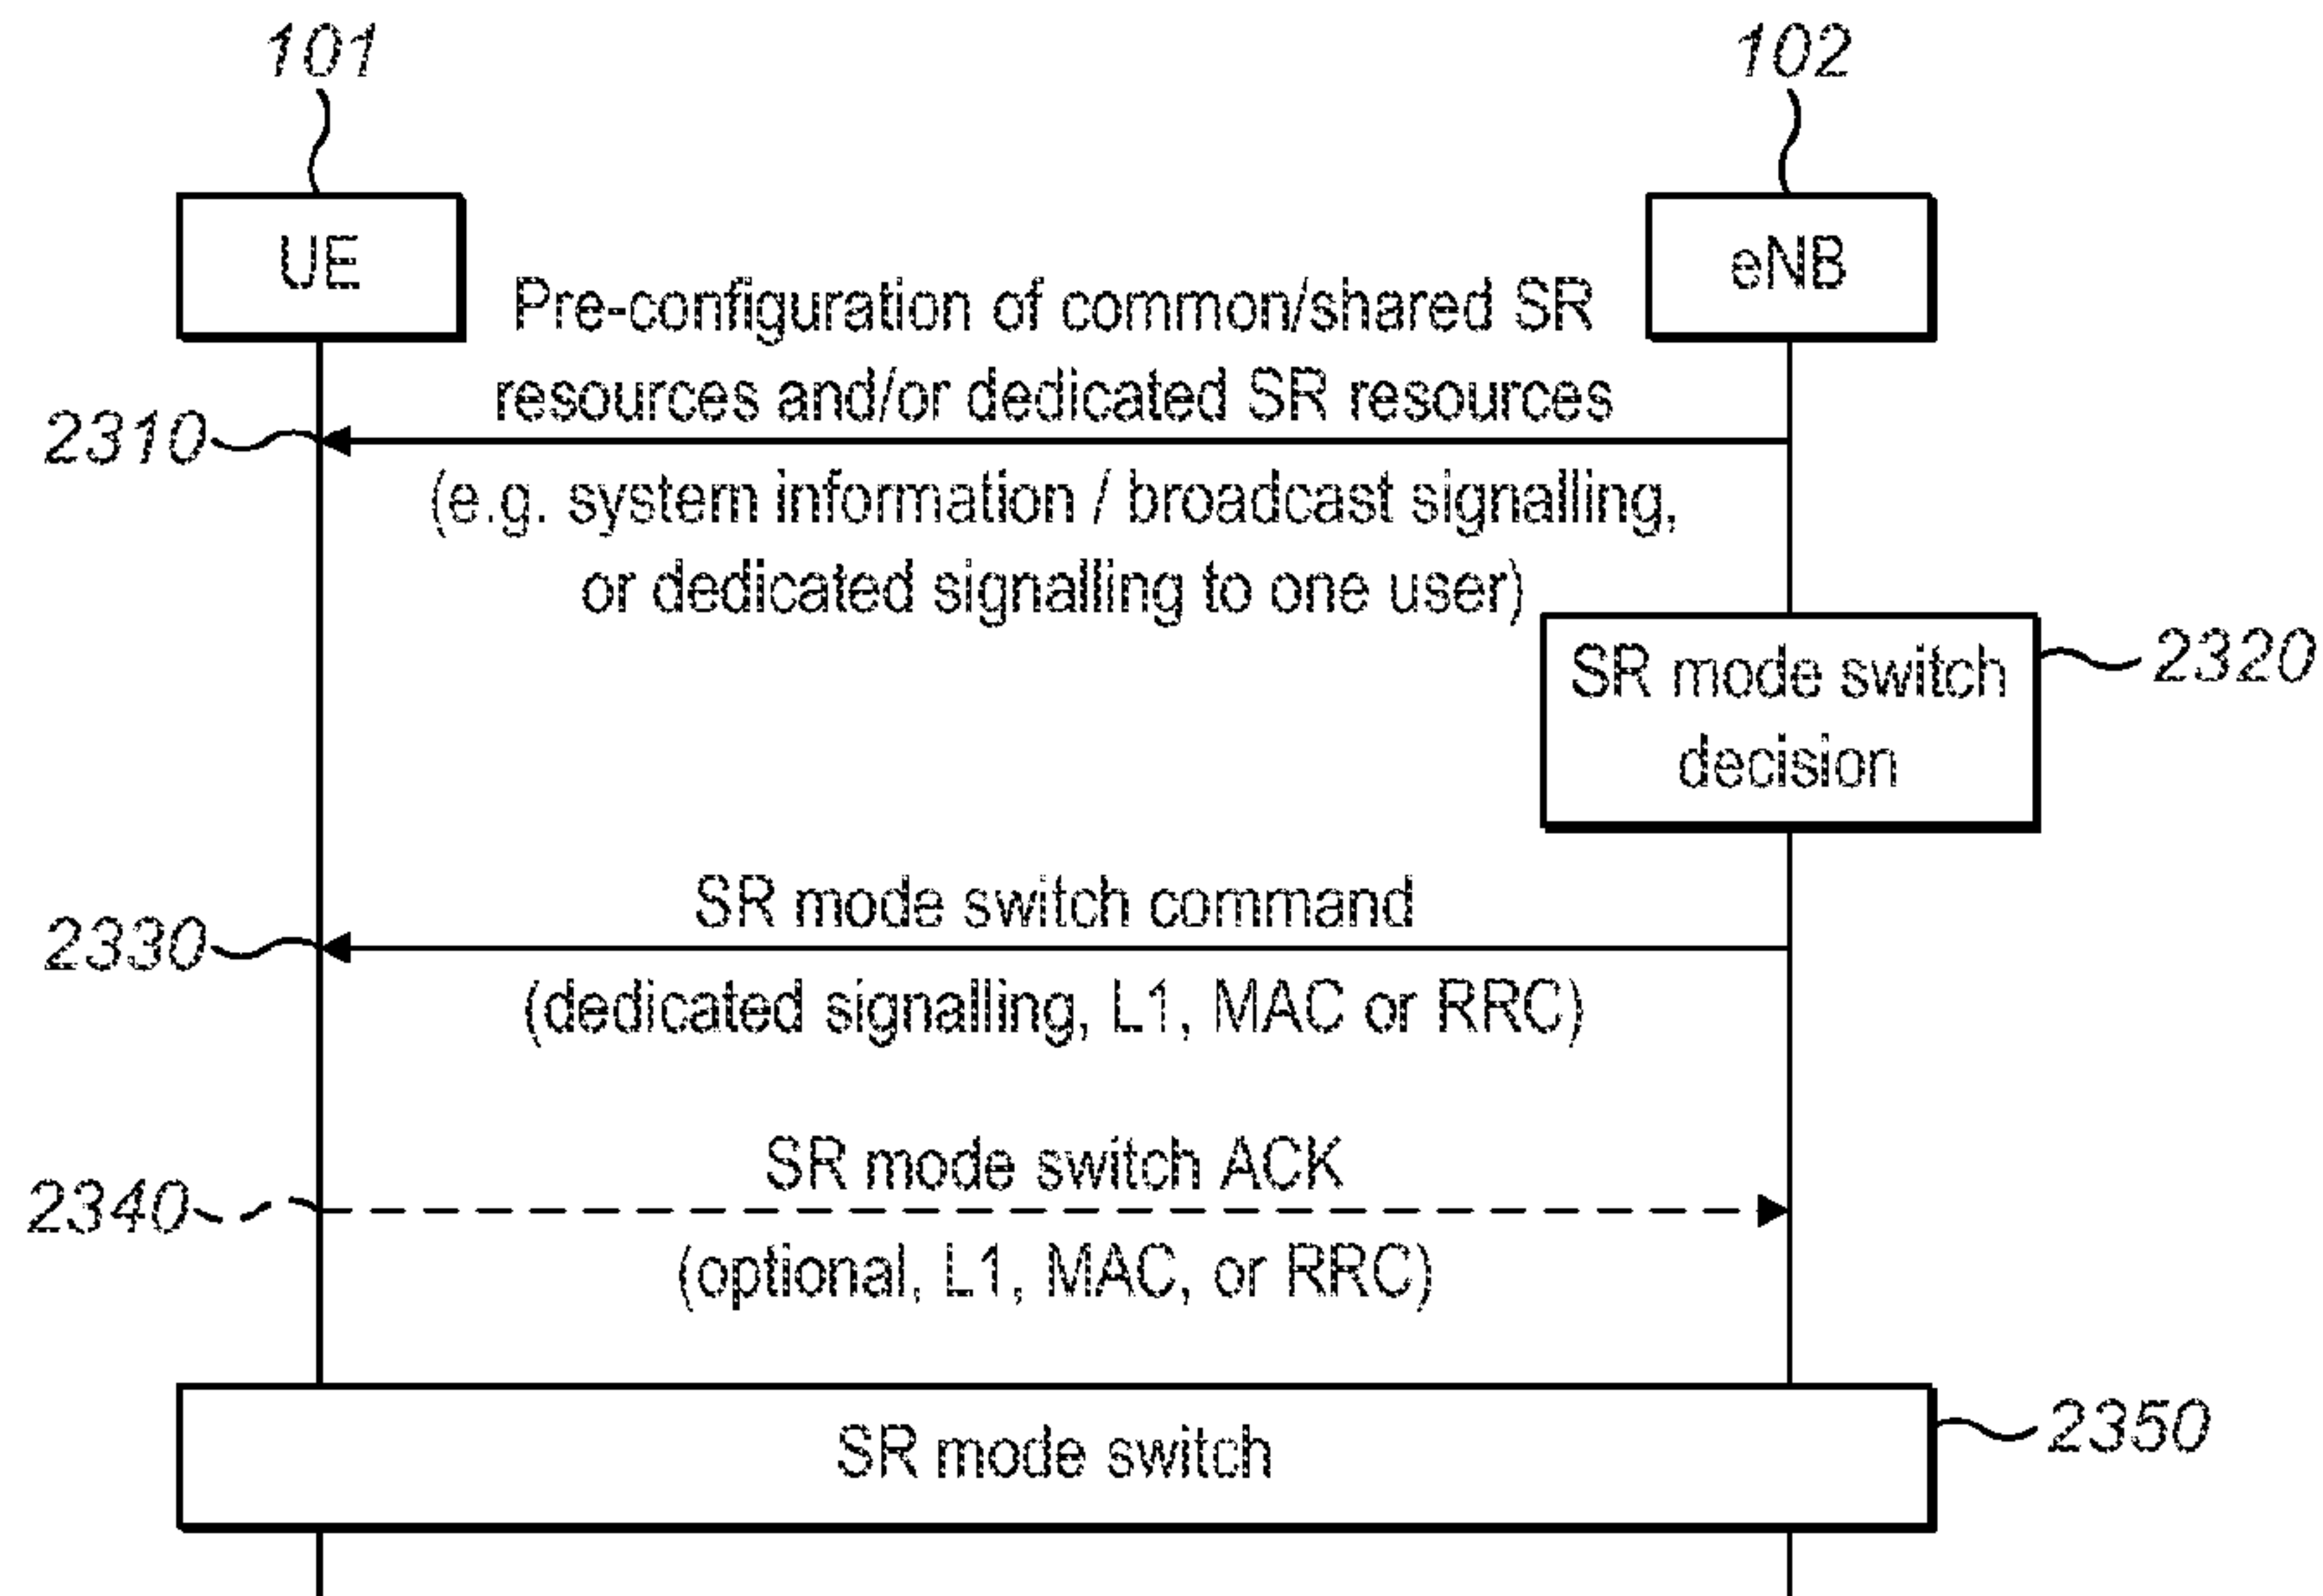 101
102
UE
eNB
Pre-configuration of common/shared SR
resources and/or dedicated SR resources
2310
(e.g. system information / broadcast signalling,
or dedicated signalling to one user)
SR mode switch
decision
2320
SR mode switch command
2330
(dedicated signalling, L1, MAC or RRC)
SR mode switch ACK
2340
(optional, L1, MAC, or RRC)
SR mode switch
2350